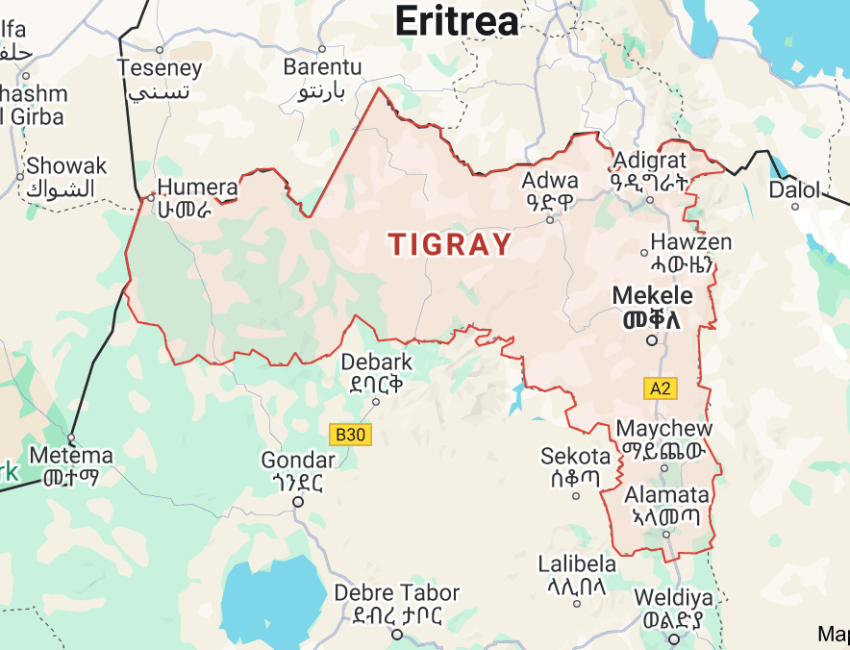 Eritrea
lfa
حلفا
Teseney
تسني
Barentu
بارنتو
hashm
l Girba
Showak
الشواك
Humera
ሁመራ
Adwa
ዓድዋ
Adigrat
ዓዲግራት
Dalol
TIGRAY
Hawzen
ሓውዜን
Mekele
መቐለ
A2
Debark
ደባርቅ
B30
Maychew
ማይጨው
Metema
መተማ
rk
Gondar
ጎንደር
Sekota
ሰቆጣ
Alamata
ኣላመጣ
Lalibela
ላሊበላ
Debre Tabor
ደብረ ታቦር
Weldiya
ወልድያ
Map